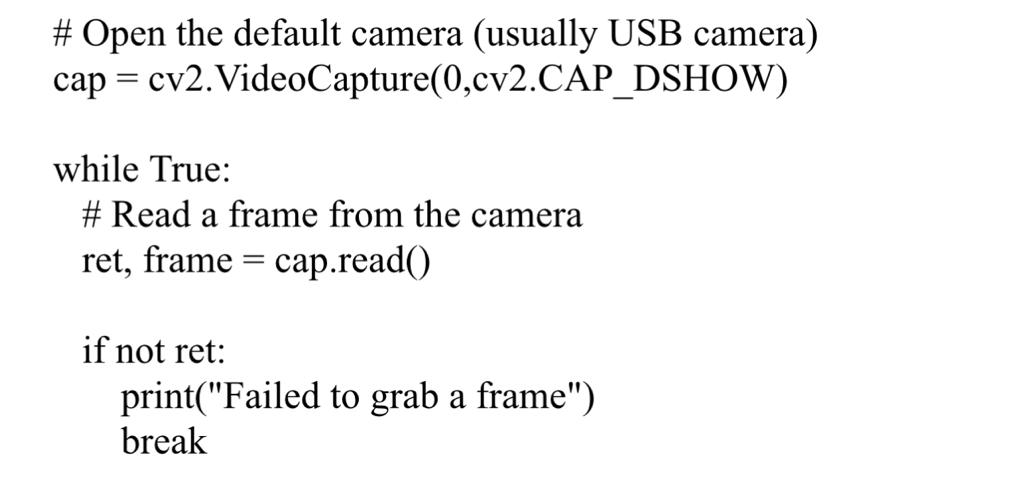 # Open the default camera (usually USB camera)
cap = cv2.VideoCapture(0,cv2.CAP_DSHOW)
while True:
# Read a frame from the camera
ret, frame = cap.read()
if not ret:
print("Failed to grab a frame")
break